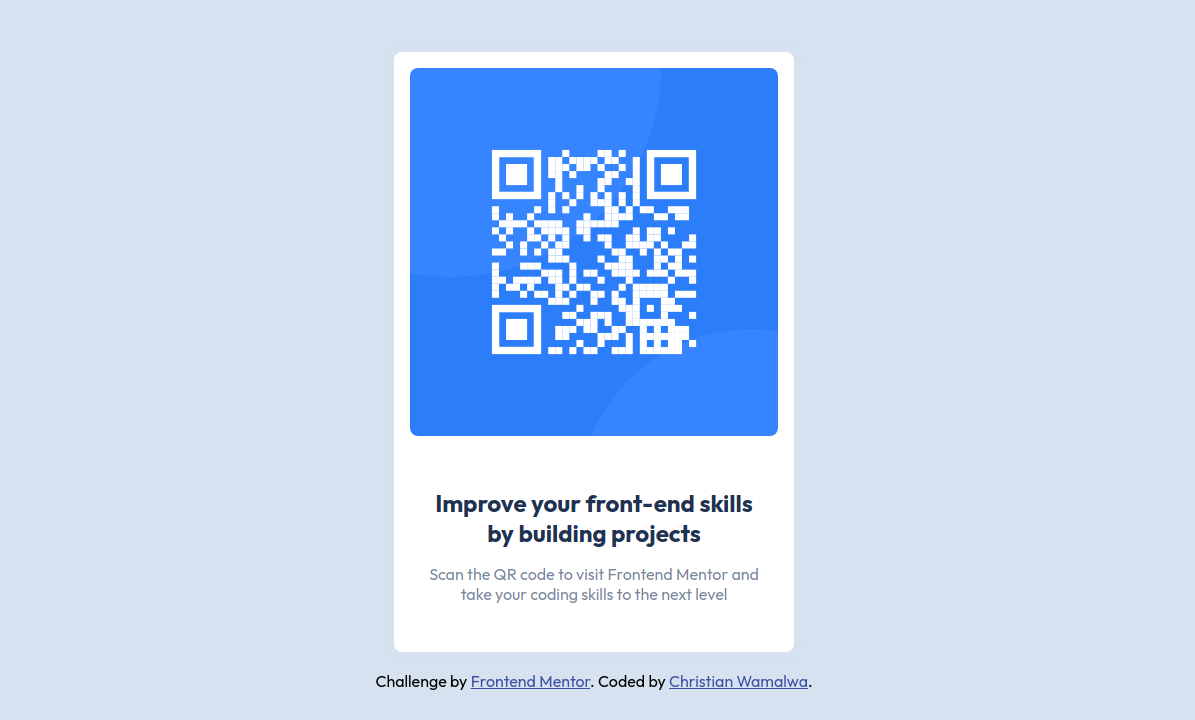 Improve your front-end skills
by building projects
Scan the QR code to visit Frontend Mentor and
take your coding skills to the next level
Challenge by Frontend Mentor. Coded by Christian Wamalwa.